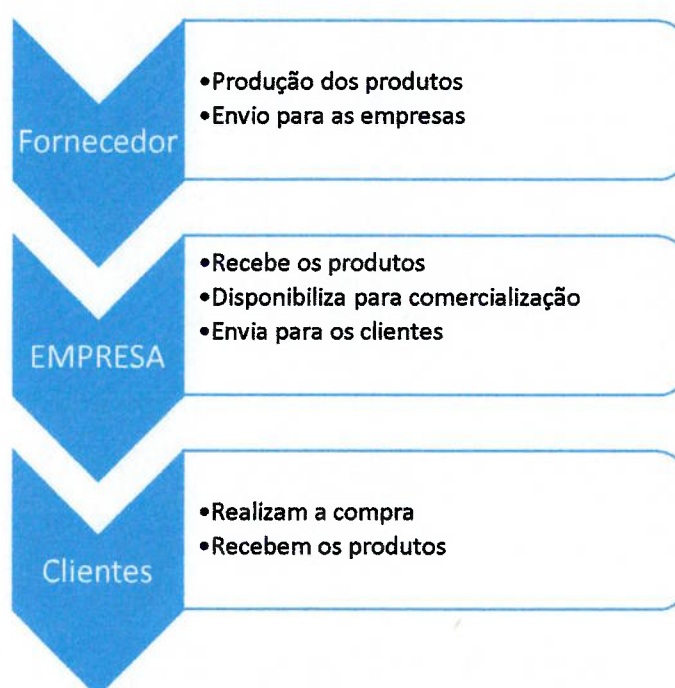 Fornecedor
•Produção dos produtos
•Envio para as empresas
EMPRESA
•Recebe os produtos
•Disponibiliza para comercialização
•Envia para os clientes
Clientes
•Realizam a compra
•Recebem os produtos